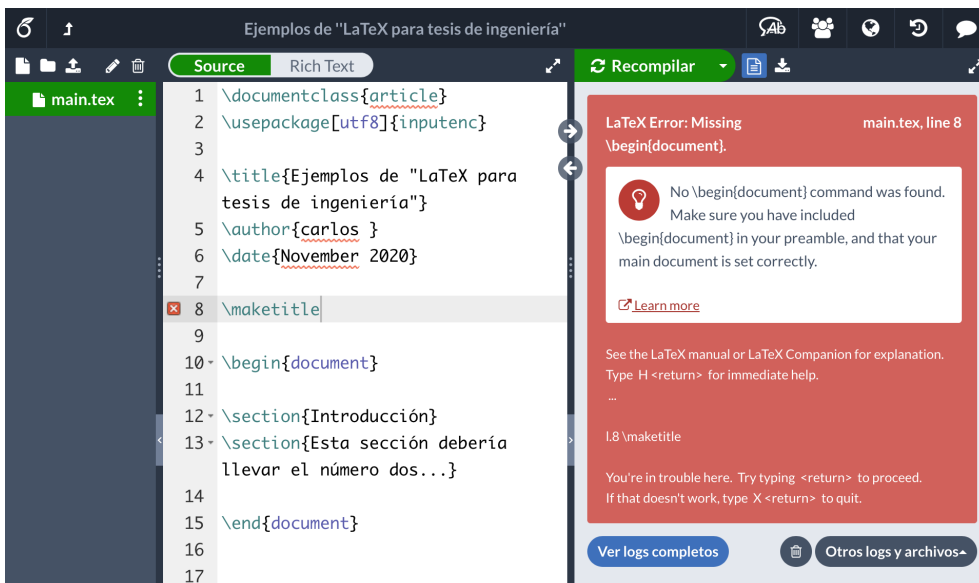 Ejemplos de "LaTeX para tesis de ingeniería"
Source Rich Text
Recompilar
main.tex
1 \documentclass{article}
2 \usepackage[utf8]{inputenc}
3
4 \title{Ejemplos de "LaTeX para
tesis de ingeniería"}
5 \author{carlos }
6 \date{November 2020}
7
8 \maketitle
9
10 \begin{document}
11
12 \section{Introducción}
13 \section{Esta sección debería
llevar el número dos...}
14
15 \end{document}
16
17
LaTeX Error: Missing
\begin{document}.
main.tex, line 8
No \begin{document} command was found.
Make sure you have included
\begin{document} in your preamble, and that your
main document is set correctly.
Learn more
See the LaTeX manual or LaTeX Companion for explanation.
Type H <return> for immediate help.
...
l.8 \maketitle
You're in trouble here. Try typing <return> to proceed.
If that doesn't work, type X <return> to quit.
Ver logs completos
Otros logs y archivos